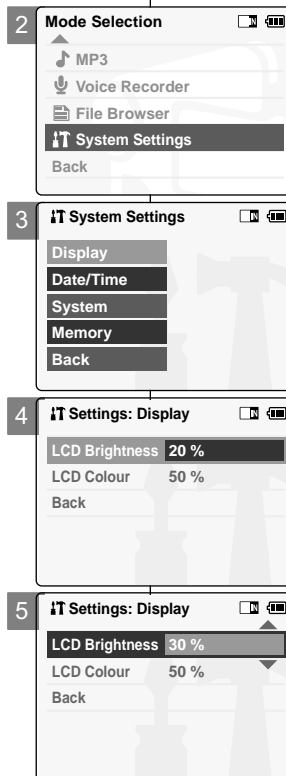 2
Mode Selection
N
MP3
Voice Recorder
File Browser
System Settings
Back
3
System Settings
N
Display
Date/Time
System
Memory
Back
4
Settings: Display
N
LCD Brightness 20 %
LCD Colour 50 %
Back
5
Settings: Display
N
LCD Brightness 30 %
LCD Colour 50 %
Back